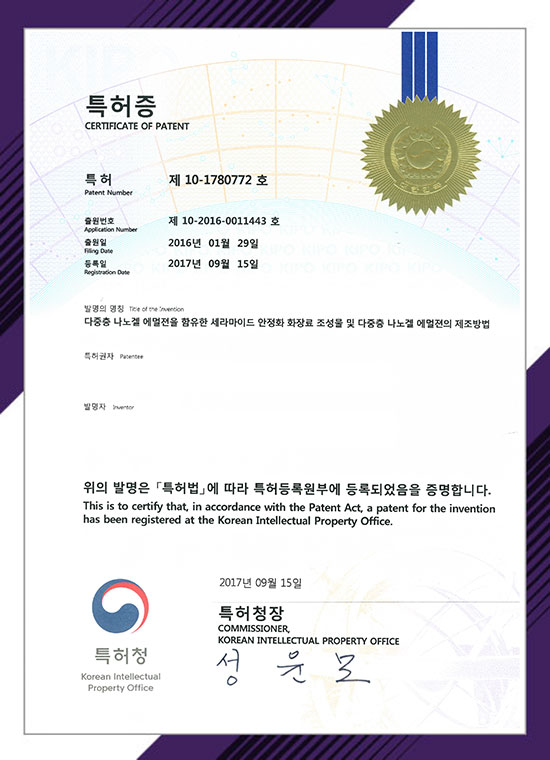 특허증
CERTIFICATE OF PATENT
특허 제 10-1780772 호
Patent Number
출원번호 제 10-2016-0011443 호
Application Number
출원일 2016년 01월 29일
Filing Date
등록일 2017년 09월 15일
Registration Date
KIPO KIPO KIPO KIPO
발명의 명칭 Title of the Invention
다중층 나노겔 에멀젼을 함유한 세라마이드 안정화 화장료 조성물 및 다중층 나노겔 에멀젼의 제조방법
특허권자 Patentee
발명자 Inventor
위의 발명은 「특허법」에 따라 특허등록원부에 등록되었음을 증명합니다.
This is to certify that, in accordance with the Patent Act, a patent for the invention
has been registered at the Korean Intellectual Property Office.
2017년 09월 15일
특허청장
COMMISSIONER,
KOREAN INTELLECTUAL PROPERTY OFFICE
성윤모
특허청
Korean Intellectual
Property Office